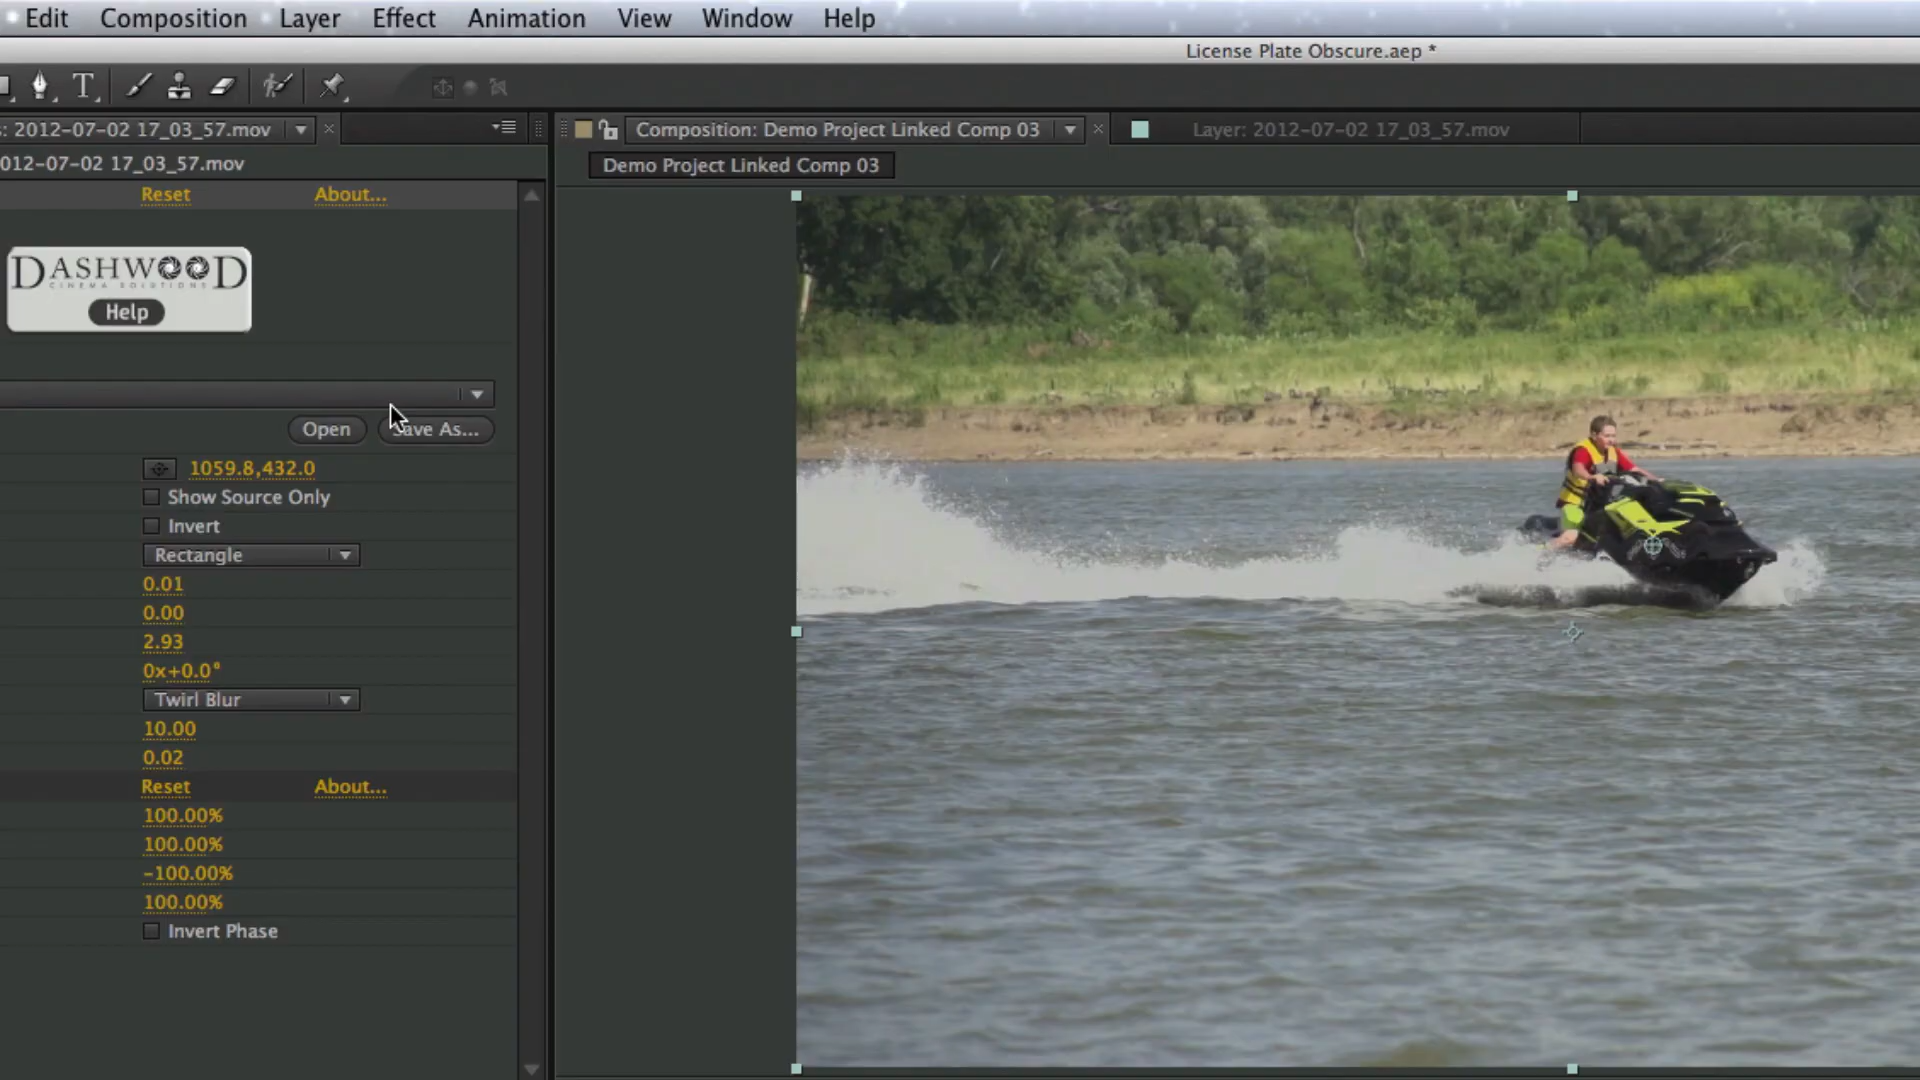 Edit Composition Layer Effect Animation View Window Help
License Plate Obscure.aep *
T
: 2012-07-02 17_03_57.mov
Composition: Demo Project Linked Comp 03
Layer: 2012-07-02 17_03_57.mov
012-07-02 17_03_57.mov
Demo Project Linked Comp 03
Reset About...
DASHWOOD
CINEMA SOLUTIONS
Help
Open Save As...
1059.8,432.0
Show Source Only
Invert
Rectangle
0.01
0.00
2.93
0x+0.0°
Twirl Blur
10.00
0.02
Reset About...
100.00%
100.00%
-100.00%
100.00%
Invert Phase